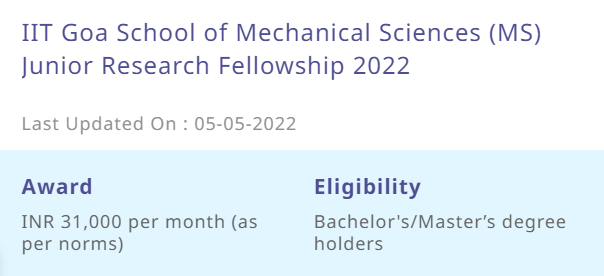 IIT Goa School of Mechanical Sciences (MS)
Junior Research Fellowship 2022
Last Updated On : 05-05-2022
Award
INR 31,000 per month (as
per norms)
Eligibility
Bachelor's/Master’s degree
holders